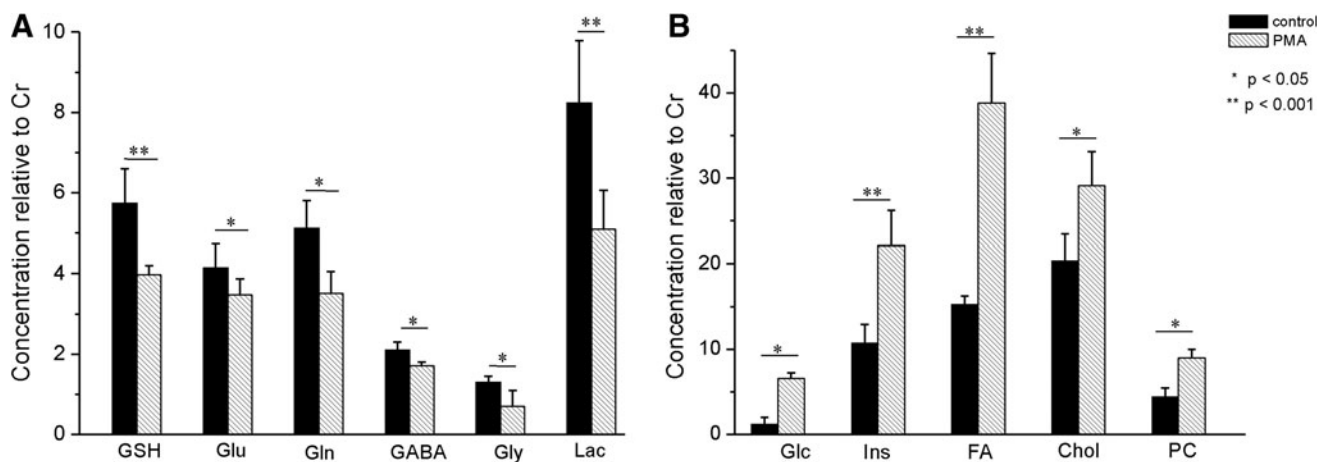 A
Concentration relative to Cr
10
8
6
4
2
0
**
*
*
*
*
**
GSH Glu Gln GABA Gly Lac
B
Concentration relative to Cr
40
30
20
10
0
*
**
**
*
*
Glc Ins FA Chol PC
control
PMA
* p < 0.05
** p < 0.001